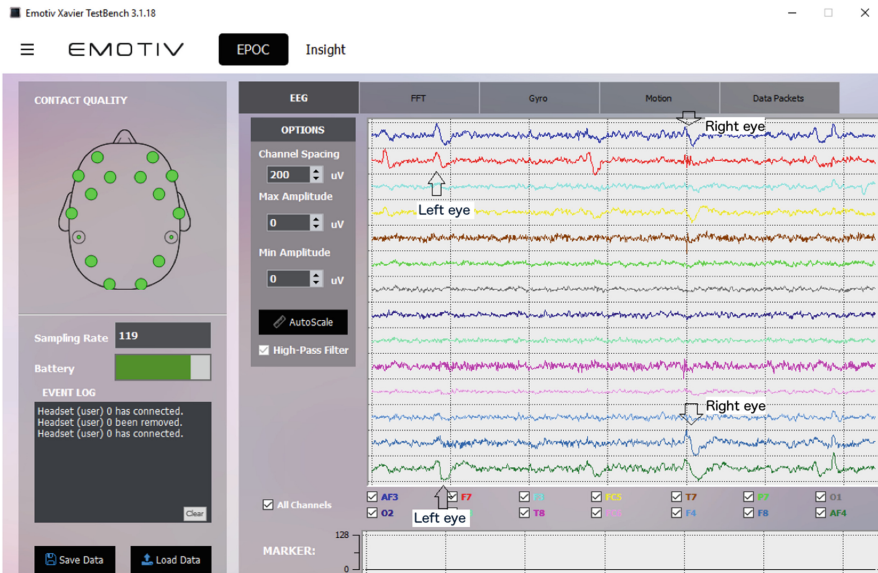 Emotiv Xavier TestBench 3.1.18
EMOTIV
EPOC
Insight
CONTACT QUALITY
EEG
FFT
Gyro
Motion
Data Packets
OPTIONS
Channel Spacing
200 uV
Max Amplitude
0 uV
Min Amplitude
0 uV
AutoScale
High-Pass Filter
Right eye
Left eye
Right eye
Left eye
Sampling Rate 119
Battery
EVENT LOG
Headset (user) 0 has connected.
Headset (user) 0 been removed.
Headset (user) 0 has connected.
Clear
Save Data
Load Data
All Channels
AF3 F7 F3 FC5 T7 P7 O1
O2 T8 F4 F8 AF4
MARKER:
128
0